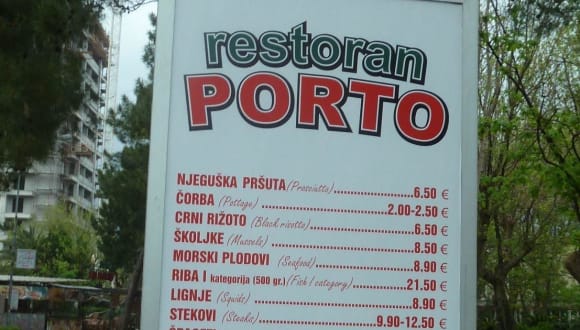 restoran
PORTO
NJEGUŠKA PRŠUTA (Prosciutto) 6.50 €
ČORBA (Pottage) 2.00-2.50 €
CRNI RIŽOTO (Black risotto) 6.50 €
ŠKOLJKE (Mussels) 8.50 €
MORSKI PLODOVI (Seafood) 8.90 €
RIBA I kategorija (500 gr.) (Fish I category) 21.50 €
LIGNJE (Squids) 8.90 €
STEKOVI (Steaks) 9.90-12.50 €